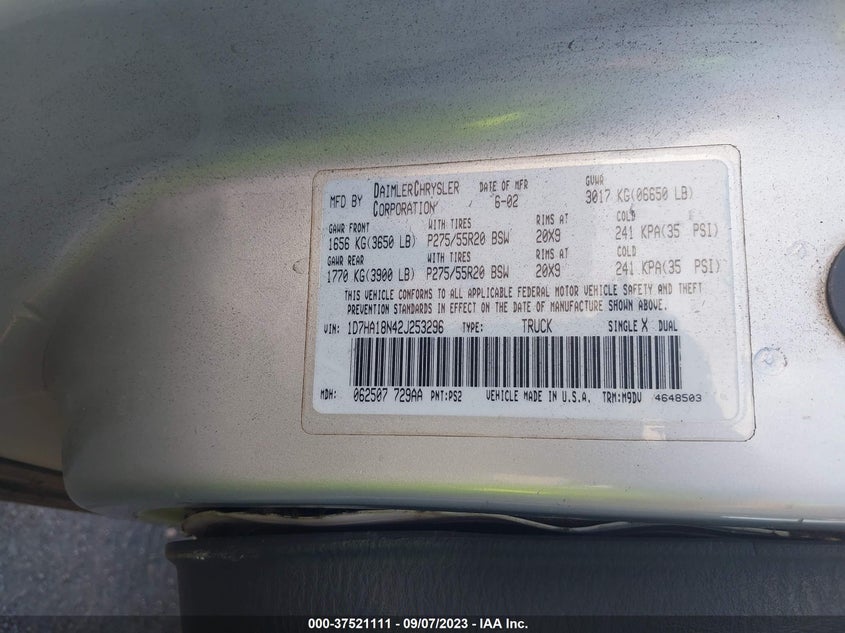 MFD BY DAIMLERCHRYSLER CORPORATION DATE OF MFR 6-02 GVWR 3017 KG(06650 LB)
GAWR FRONT WITH TIRES RIMS AT COLD
1656 KG(3650 LB) P275/55R20 BSW 20X9 241 KPA(35 PSI)
GAWR REAR WITH TIRES RIMS AT COLD
1770 KG(3900 LB) P275/55R20 BSW 20X9 241 KPA(35 PSI)
THIS VEHICLE CONFORMS TO ALL APPLICABLE FEDERAL MOTOR VEHICLE SAFETY AND THEFT
PREVENTION STANDARDS IN EFFECT ON THE DATE OF MANUFACTURE SHOWN ABOVE.
VIN: 1D7HA18N42J253296 TYPE: TRUCK SINGLE X DUAL
MDH: 062507 729AA PNT:PS2 VEHICLE MADE IN U.S.A. TRM:M9DV 4648503
000-37521111 - 09/07/2023 - IAA Inc.